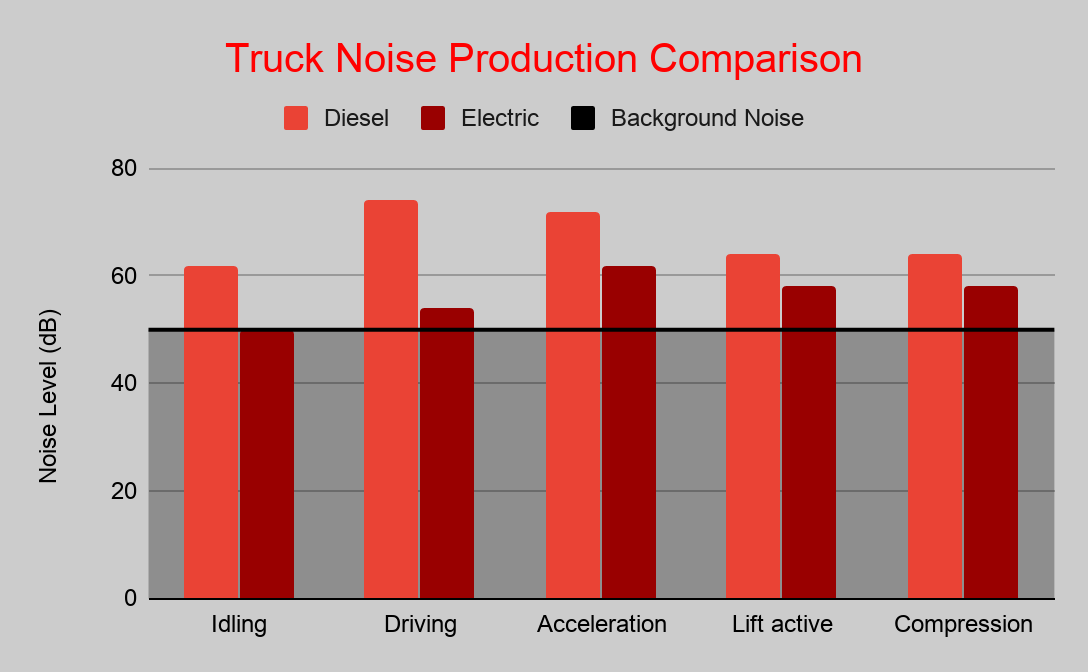 Truck Noise Production Comparison
Diesel Electric Background Noise
80
60
40
20
0
Noise Level (dB)
Idling Driving Acceleration Lift active Compression